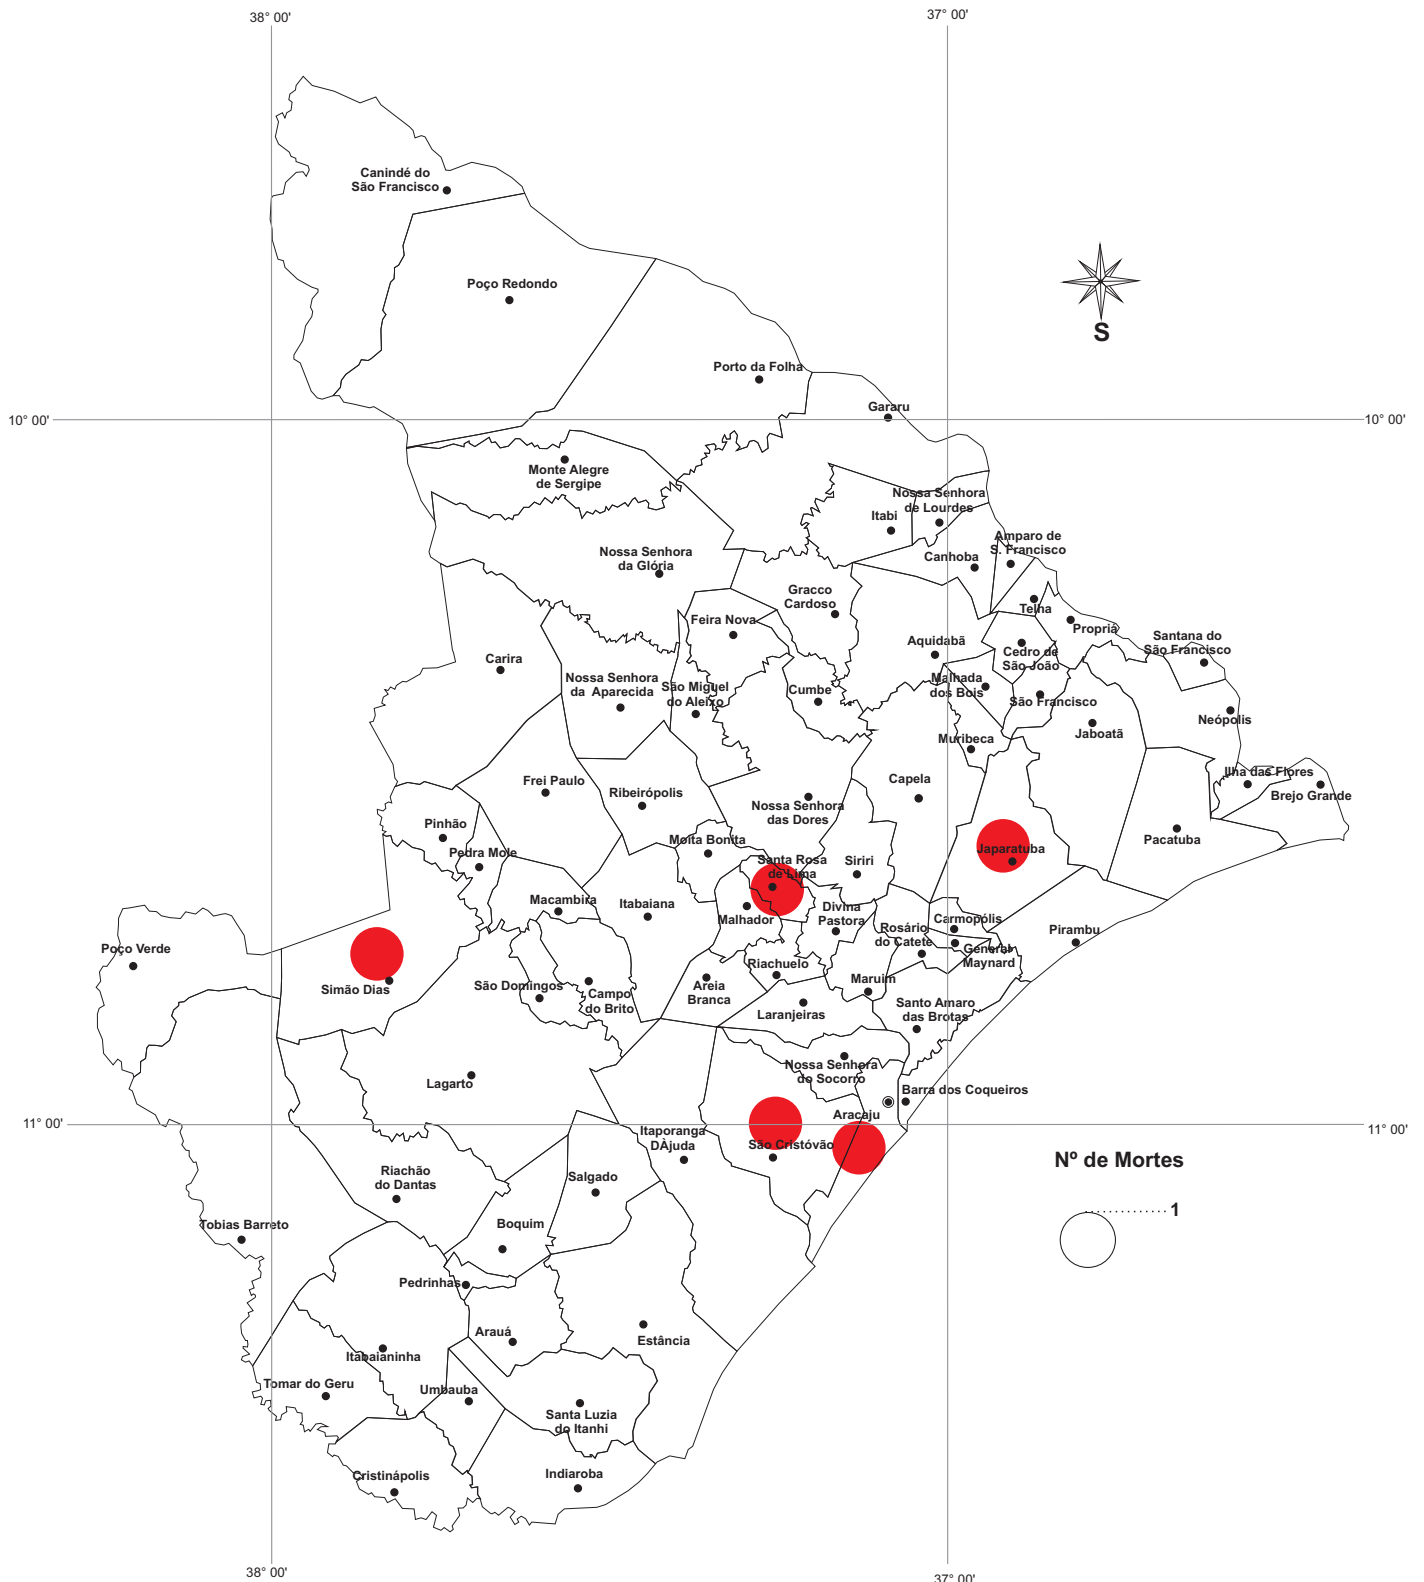 38° 00'
37° 00'
Canindé do
São Francisco
Poço Redondo
S
Porto da Folha
Gararu
10° 00'
10° 00'
Monte Alegre
de Sergipe
Nossa Senhora
de Lourdes
Itabi
Amparo de
S. Francisco
Canhoba
Nossa Senhora
da Glória
Gracco
Cardoso
Telha
Feira Nova
Propriá
Santana do
São Francisco
Aquidabã
Cedro de
São João
Carira
Nossa Senhora
da Aparecida
São Miguel
do Aleixo
Cumbe
Malhada
dos Bois
São Francisco
Neópolis
Jaboatã
Muribeca
Frei Paulo
Ribeirópolis
Capela
Ilha das Flores
Brejo Grande
Nossa Senhora
das Dores
Pinhão
Moita Bonita
Pacatuba
Pedra Mole
Santa Rosa
de Lima
Siriri
Japaratuba
Macambira
Itabaiana
Malhador
Divina
Pastora
Carmopólis
Rosário
do Catete
Pirambu
General
Maynard
Poço Verde
Simão Dias
São Domingos
Campo
do Brito
Areia
Branca
Riachuelo
Maruim
Laranjeiras
Santo Amaro
das Brotas
Nossa Senhora
do Socorro
Lagarto
Barra dos Coqueiros
Aracaju
11° 00'
11° 00'
Itaporanga
DÀjuda
São Cristóvão
Nº de Mortes
Riachão
do Dantas
Salgado
1
Tobias Barreto
Boquim
Pedrinhas
Arauá
Estância
Itabaianinha
Tomar do Geru
Umbauba
Santa Luzia
do Itanhi
Cristinápolis
Indiaroba
38° 00'
37° 00'